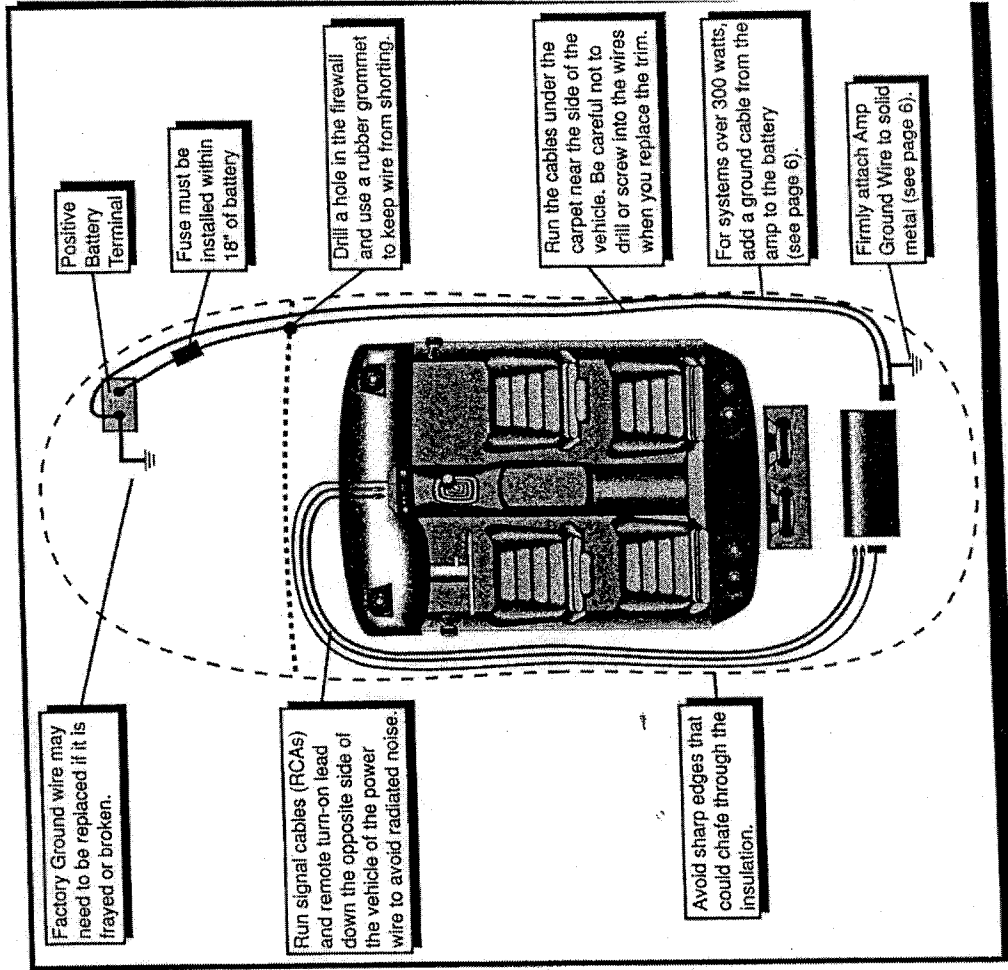 Positive
Battery
Terminal
Fuse must be
installed within
18" of battery
Drill a hole in the firewall
and use a rubber grommet
to keep wire from shorting.
Run the cables under the
carpet near the side of the
vehicle. Be careful not to
drill or screw into the wires
when you replace the trim.
For systems over 300 watts,
add a ground cable from the
amp to the battery
(see page 6).
Firmly attach Amp
Ground Wire to solid
metal (see page 6).
Factory Ground wire may
need to be replaced if it is
frayed or broken.
Run signal cables (RCAs)
and remote turn-on lead
down the opposite side of
the vehicle of the power
wire to avoid radiated noise.
Avoid sharp edges that
could chafe through the
insulation.